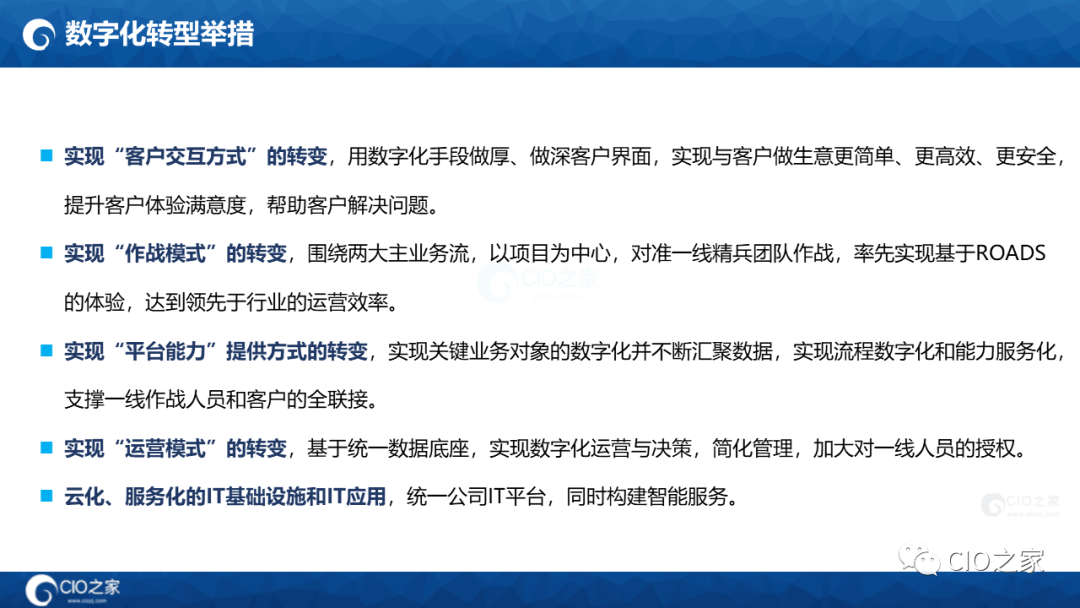 数字化转型举措
■ 实现“客户交互方式”的转变，用数字化手段做厚、做深客户界面，实现与客户做生意更简单、更高效、更安全，
提升客户体验满意度，帮助客户解决问题。
■ 实现“作战模式”的转变，围绕两大主业务流，以项目为中心，对准一线精兵团队作战，率先实现基于ROADS
的体验，达到领先于行业的运营效率。
CIO之家
■ 实现“平台能力”提供方式的转变，实现关键业务对象的数字化并不断汇聚数据，实现流程数字化和能力服务化，
支撑一线作战人员和客户的全联接。
■ 实现“运营模式”的转变，基于统一数据底座，实现数字化运营与决策，简化管理，加大对一线人员的授权。
■ 云化、服务化的IT基础设施和IT应用，统一公司IT平台，同时构建智能服务。
CIO之家
www.ciozj.com
CIO之家
CIO之家
www.ciozj.com